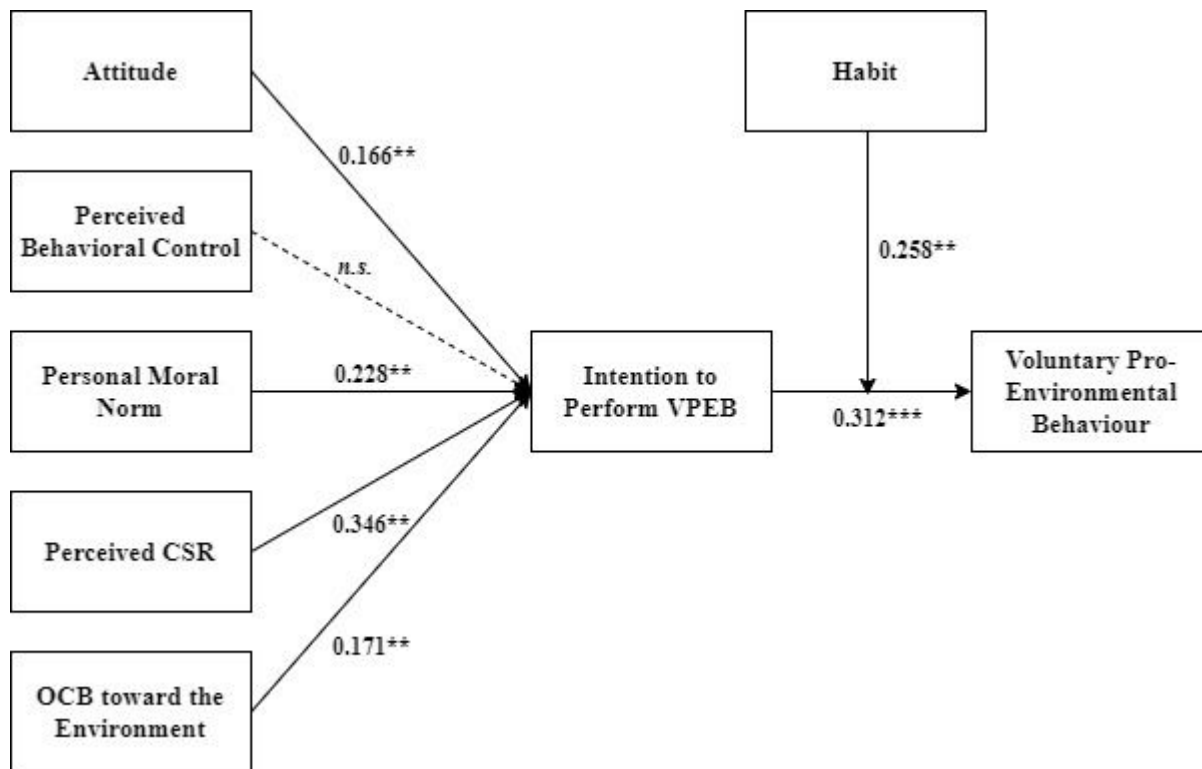 Attitude
Habit
0.166**
Perceived
Behavioral Control
n.s.
0.258**
Personal Moral
Norm
0.228**
Intention to
Perform VPEB
0.312***
Voluntary Pro-
Environmental
Behaviour
Perceived CSR
0.346**
0.171**
OCB toward the
Environment